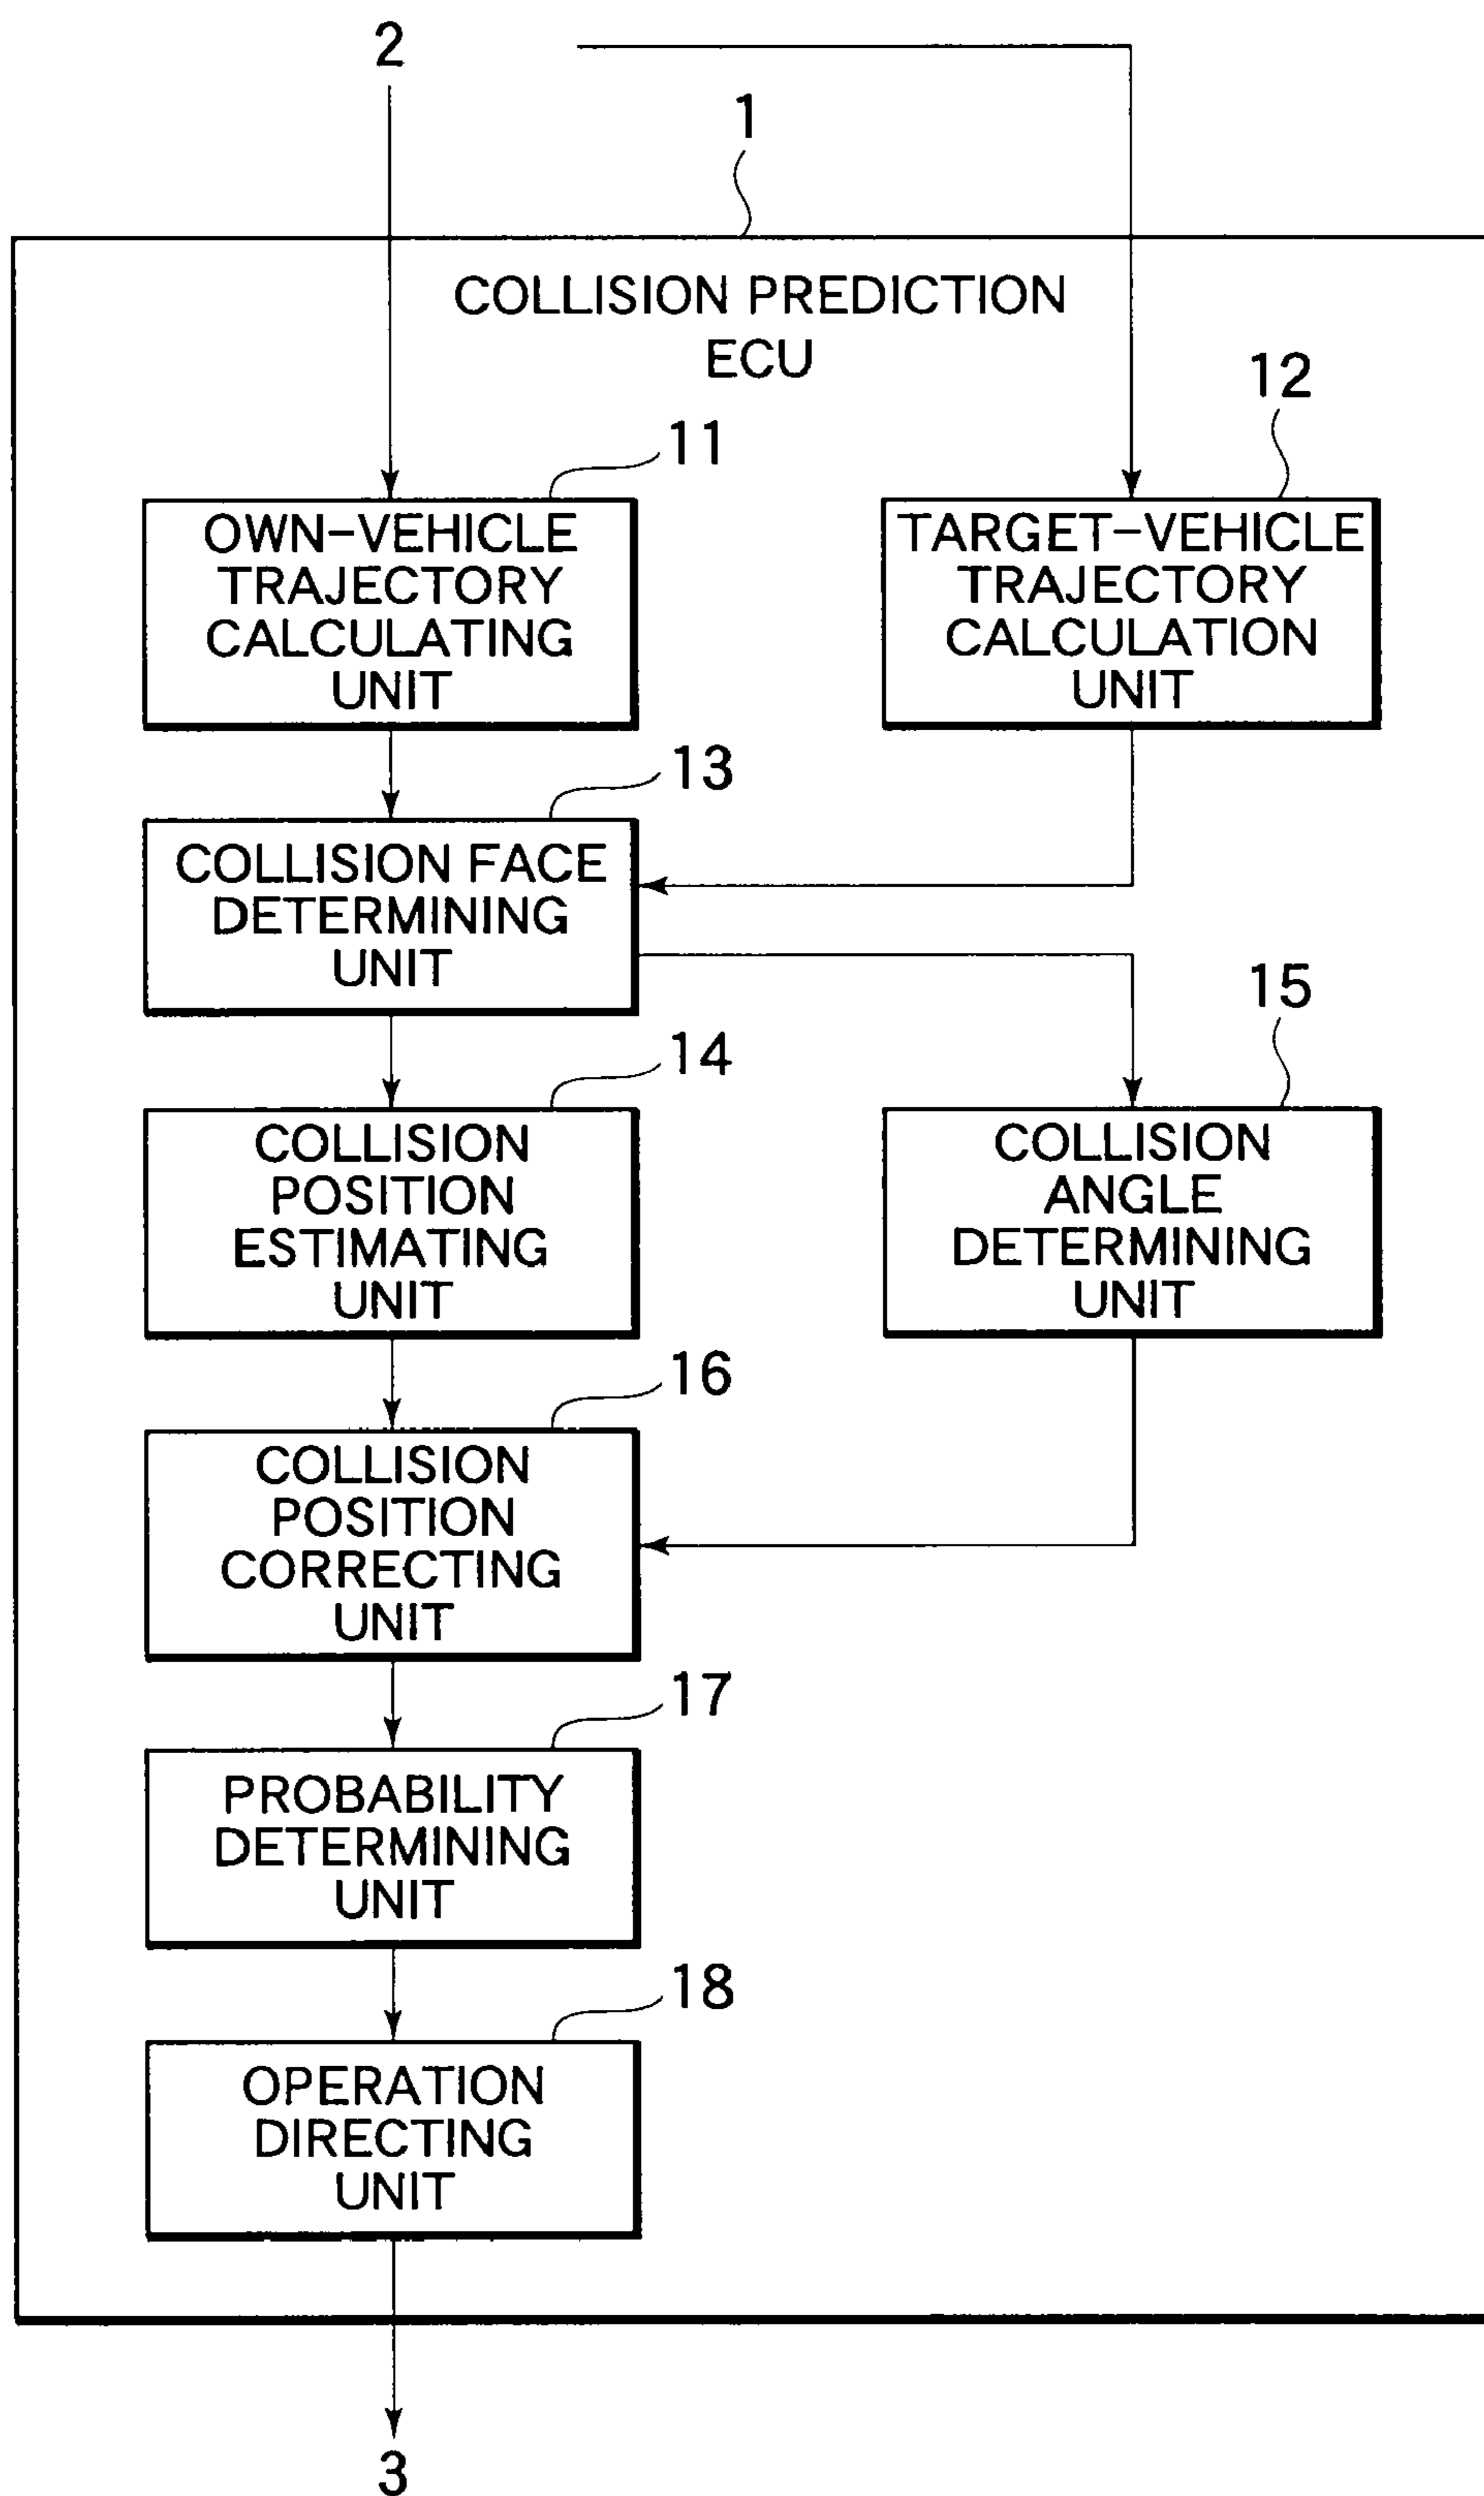 2
1
COLLISION PREDICTION
ECU
12
11
OWN-VEHICLE
TRAJECTORY
CALCULATING
UNIT
TARGET-VEHICLE
TRAJECTORY
CALCULATION
UNIT
13
COLLISION FACE
DETERMINING
UNIT
15
14
COLLISION
POSITION
ESTIMATING
UNIT
COLLISION
ANGLE
DETERMINING
UNIT
16
COLLISION
POSITION
CORRECTING
UNIT
17
PROBABILITY
DETERMINING
UNIT
18
OPERATION
DIRECTING
UNIT
3